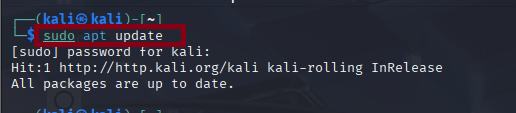 ┌──(kali㉿kali)-[~]
└─$ sudo apt update
[sudo] password for kali:
Hit:1 http://http.kali.org/kali kali-rolling InRelease
All packages are up to date.
┌──(kali㉿kali)-[~]